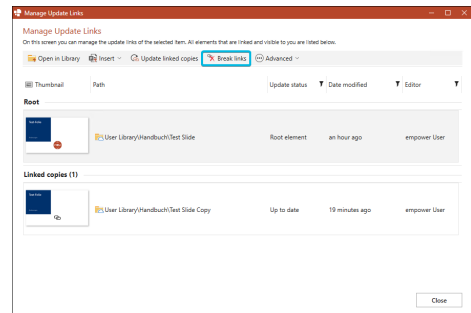 Manage Update Links
Manage Update Links
On this screen you can manage the update links of the selected item. All elements that are linked and visible to you are listed below.
Open in Library Insert Update linked copies Break links Advanced
Thumbnail Path Update status Date modified Editor
Root
User Library\Handbuch\Test Slide Root element an hour ago empower User
Linked copies (1)
User Library\Handbuch\Test Slide Copy Up to date 19 minutes ago empower User
Close